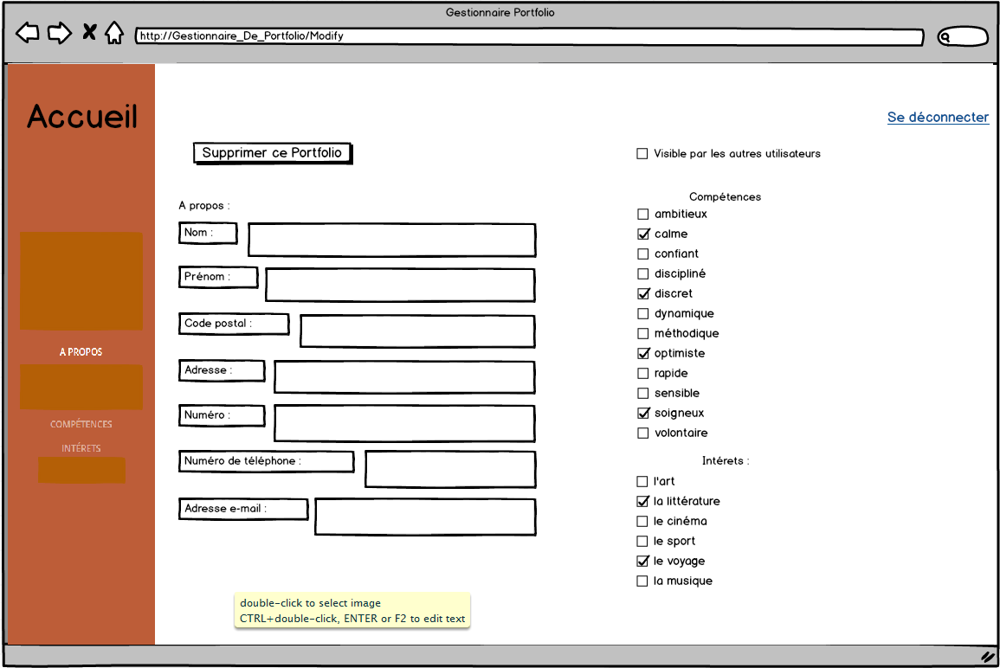 Gestionnaire Portfolio
http://Gestionnaire_De_Portfolio/Modify
Accueil
A PROPOS
COMPÉTENCES
INTÉRETS
Se déconnecter
Supprimer ce Portfolio
A propos :
Nom :
Prénom :
Code postal :
Adresse :
Numéro :
Numéro de téléphone :
Adresse e-mail :
Visible par les autres utilisateurs
Compétences
ambitieux
calme
confiant
discipliné
discret
dynamique
méthodique
optimiste
rapide
sensible
soigneux
volontaire
Intérets :
l'art
la littérature
le cinéma
le sport
le voyage
la musique
double-click to select image
CTRL+double-click, ENTER or F2 to edit text